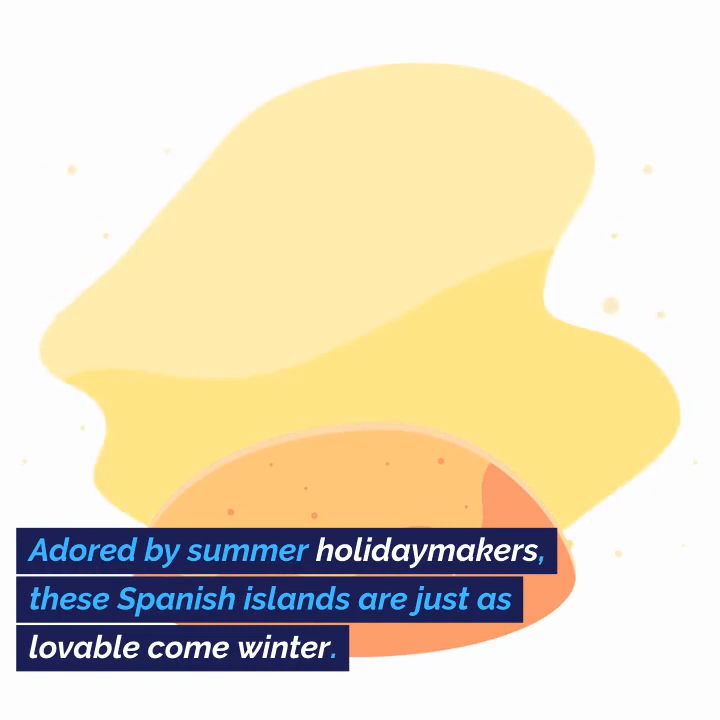 Adored by summer holidaymakers,
these Spanish islands are just as
lovable come winter.